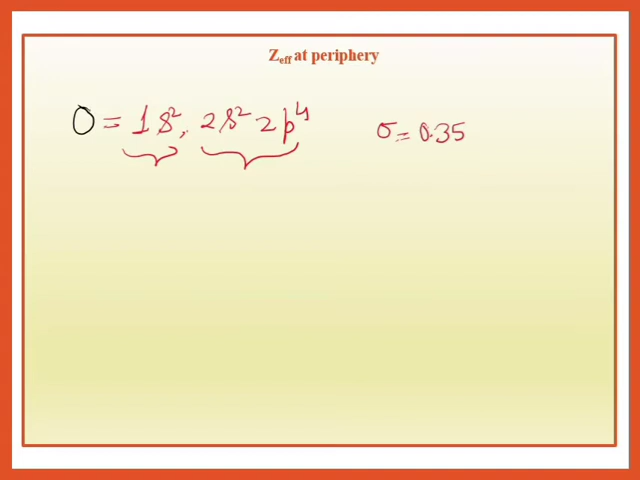 Zeff at periphery
O = 1s², 2s² 2p⁴ σ = 0.35